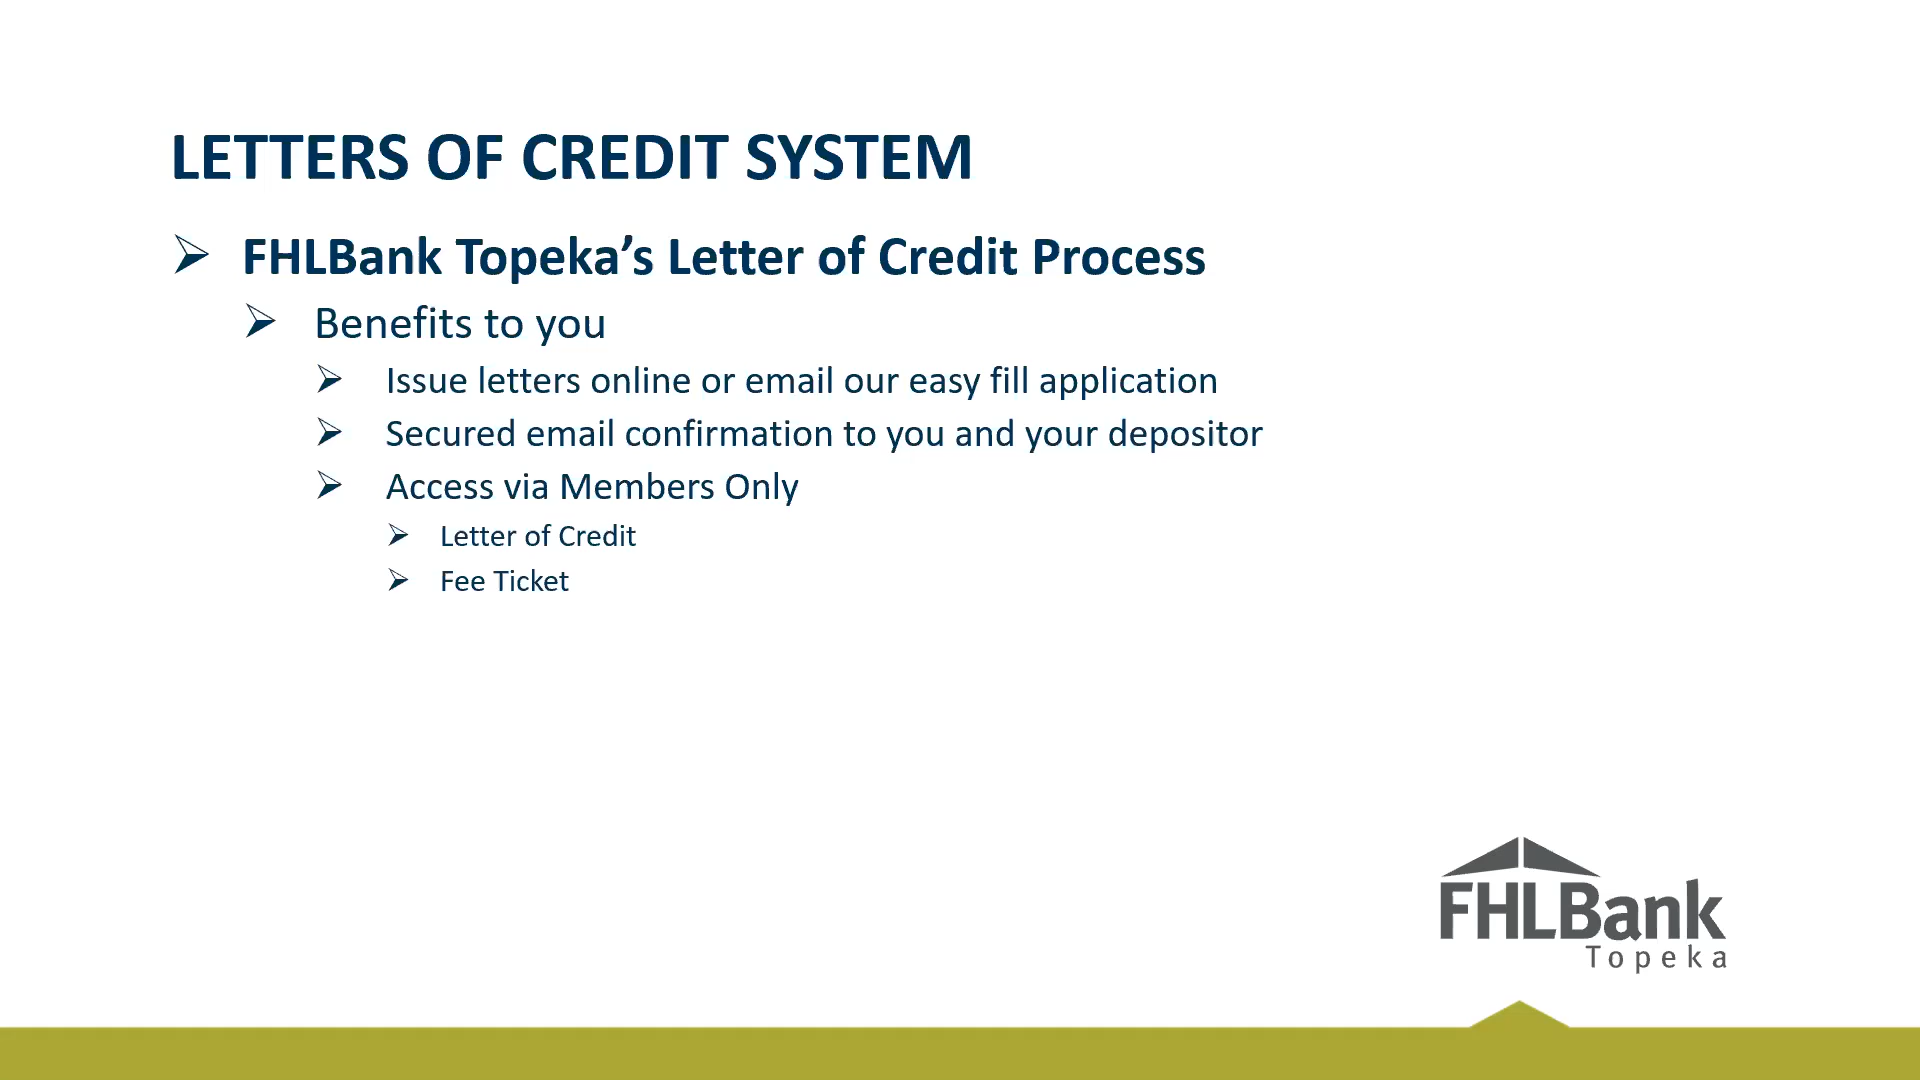 LETTERS OF CREDIT SYSTEM
FHLBank Topeka’s Letter of Credit Process
Benefits to you
Issue letters online or email our easy fill application
Secured email confirmation to you and your depositor
Access via Members Only
Letter of Credit
Fee Ticket
FHLBank
Topeka